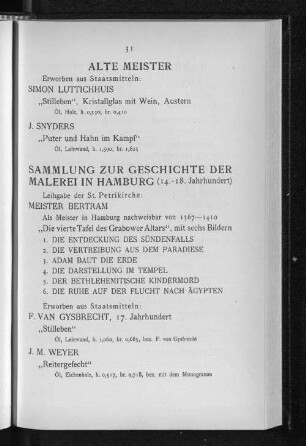 31
ALTE MEISTER
Erworben aus Staatsmitteln:
SIMON LUTTICHHUIS
„Stilleben“, Kristallglas mit Wein, Austern
Öl, Holz, h. 0,550, br. 0,410
J. SNYDERS
„Puter und Hahn im Kampf“
Öl, Leinwand, h. 1,590, br. 1,625
SAMMLUNG ZUR GESCHICHTE DER
MALEREI IN HAMBURG (14.-18. Jahrhundert)
Leihgabe der St. Petrikirche:
MEISTER BERTRAM
Als Meister in Hamburg nachweisbar von 1367—1410
„Die vierte Tafel des Grabower Altars“, mit sechs Bildern
1. DIE ENTDECKUNG DES SÜNDENFALLS
2. DIE VERTREIBUNG AUS DEM PARADIESE
3. ADAM BAUT DIE ERDE
4. DIE DARSTELLUNG IM TEMPEL
5. DER BETHLEHEMITISCHE KINDERMORD
6. DIE RUHE AUF DER FLUCHT NACH ÄGYPTEN
Erworben aus Staatsmitteln:
F. VAN GYSBRECHT, 17. Jahrhundert
„Stilleben“
Öl, Leinwand, h. 1,060, br. 0,685, bez. F. van Gysbrecht
J. M. WEYER
„Reitergefecht“
Öl, Eichenholz, h. 0,517, br. 0,718, bez. mit dem Monogramm